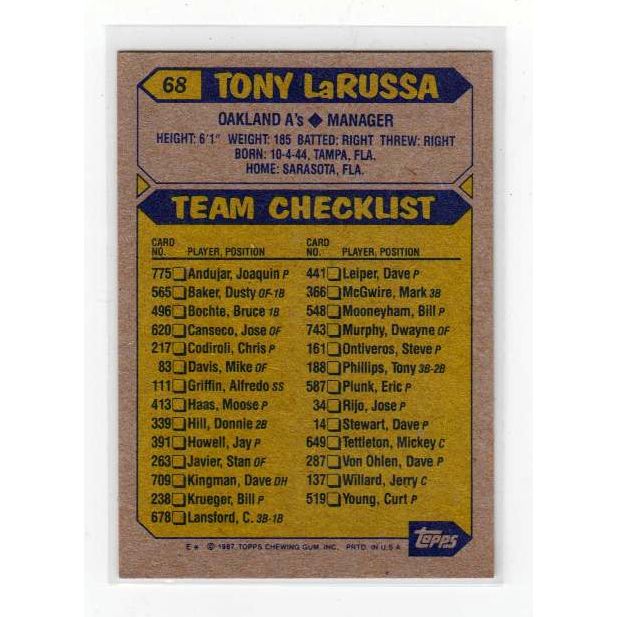 68 TONY LaRUSSA
OAKLAND A's ◆ MANAGER
HEIGHT: 6'1" WEIGHT: 185 BATTED: RIGHT THREW: RIGHT
BORN: 10-4-44, TAMPA, FLA.
HOME: SARASOTA, FLA.
TEAM CHECKLIST
CARD
NO. PLAYER, POSITION
775 Andujar, Joaquin P
565 Baker, Dusty OF-1B
496 Bochte, Bruce 1B
620 Canseco, Jose OF
217 Codiroli, Chris P
83 Davis, Mike OF
111 Griffin, Alfredo SS
413 Haas, Moose P
339 Hill, Donnie 2B
391 Howell, Jay P
263 Javier, Stan OF
709 Kingman, Dave DH
238 Krueger, Bill P
678 Lansford, C. 3B-1B
CARD
NO. PLAYER, POSITION
441 Leiper, Dave P
366 McGwire, Mark 3B
548 Mooneyham, Bill P
743 Murphy, Dwayne OF
161 Ontiveros, Steve P
188 Phillips, Tony 3B-2B
587 Plunk, Eric P
34 Rijo, Jose P
14 Stewart, Dave P
649 Tettleton, Mickey C
287 Von Ohlen, Dave P
137 Willard, Jerry C
519 Young, Curt P
Topps
E* © 1987 TOPPS CHEWING GUM, INC. PRTD. IN U.S.A.